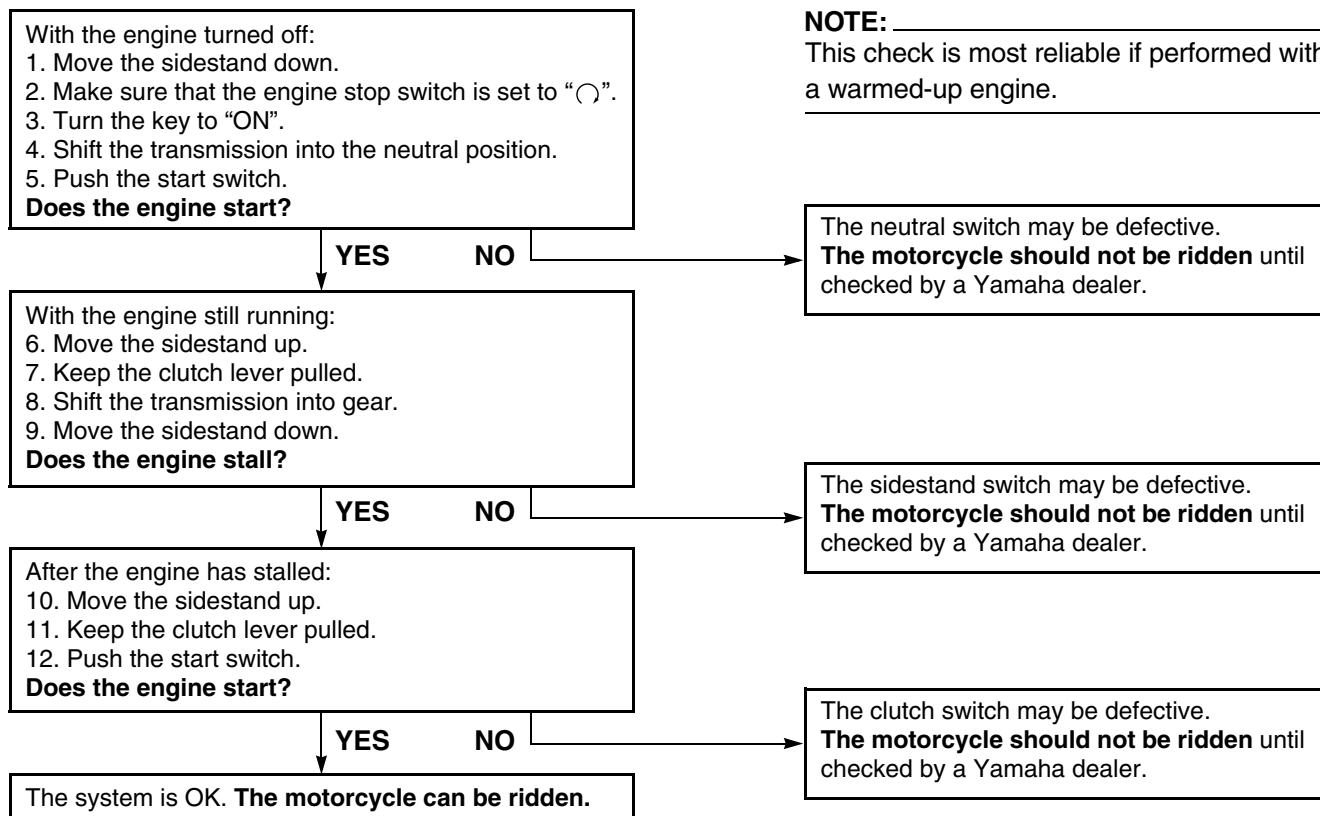 With the engine turned off:
1. Move the sidestand down.
2. Make sure that the engine stop switch is set to “○”.
3. Turn the key to “ON”.
4. Shift the transmission into the neutral position.
5. Push the start switch.
Does the engine start?
NOTE:
This check is most reliable if performed with
a warmed-up engine.
YES NO
The neutral switch may be defective.
The motorcycle should not be ridden until
checked by a Yamaha dealer.
With the engine still running:
6. Move the sidestand up.
7. Keep the clutch lever pulled.
8. Shift the transmission into gear.
9. Move the sidestand down.
Does the engine stall?
YES NO
The sidestand switch may be defective.
The motorcycle should not be ridden until
checked by a Yamaha dealer.
After the engine has stalled:
10. Move the sidestand up.
11. Keep the clutch lever pulled.
12. Push the start switch.
Does the engine start?
YES NO
The clutch switch may be defective.
The motorcycle should not be ridden until
checked by a Yamaha dealer.
The system is OK. The motorcycle can be ridden.